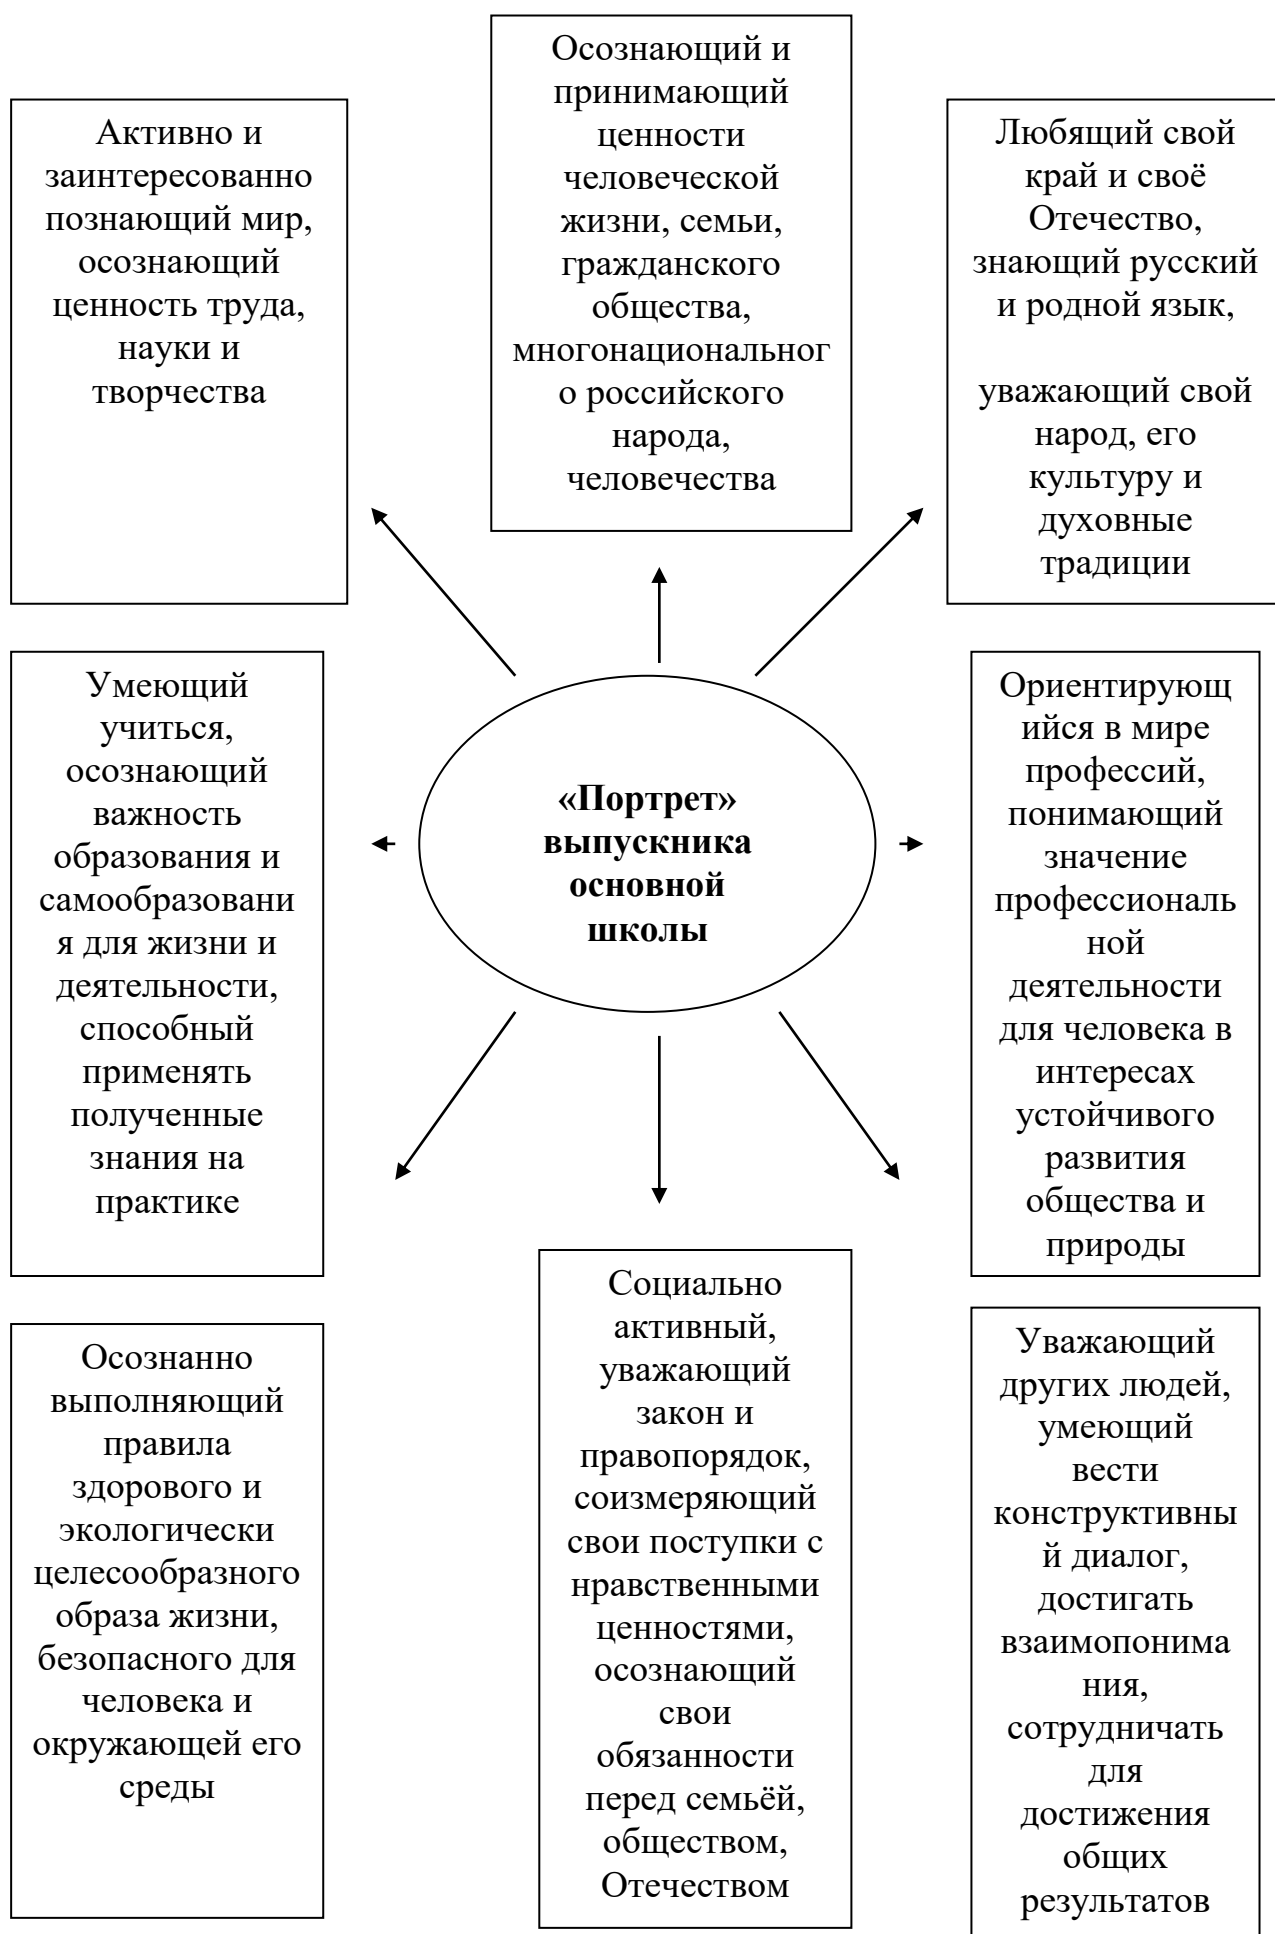 Осознающий и
принимающий
ценности
человеческой
жизни, семьи,
гражданского
общества,
многонациональног
о российского
народа,
человечества
Активно и
заинтересованно
познающий мир,
осознающий
ценность труда,
науки и
творчества
Любящий свой
край и своё
Отечество,
знающий русский
и родной язык,
уважающий свой
народ, его
культуру и
духовные
традиции
Умеющий
учиться,
осознающий
важность
образования и
самообразовани
я для жизни и
деятельности,
способный
применять
полученные
знания на
практике
«Портрет»
выпускника
основной
школы
Ориентирующ
ийся в мире
профессий,
понимающий
значение
профессиональ
ной
деятельности
для человека в
интересах
устойчивого
развития
общества и
природы
Осознанно
выполняющий
правила
здорового и
экологически
целесообразного
образа жизни,
безопасного для
человека и
окружающей его
среды
Социально
активный,
уважающий
закон и
правопорядок,
соизмеряющий
свои поступки с
нравственными
ценностями,
осознающий
свои
обязанности
перед семьёй,
обществом,
Отечеством
Уважающий
других людей,
умеющий
вести
конструктивны
й диалог,
достигать
взаимопонима
ния,
сотрудничать
для
достижения
общих
результатов